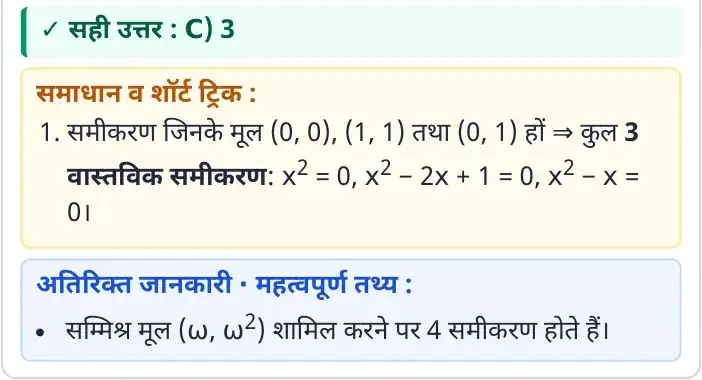 ✓ सही उत्तर : C) 3
समाधान व शॉर्ट ट्रिक :
1. समीकरण जिनके मूल (0, 0), (1, 1) तथा (0, 1) हों ⇒ कुल 3
वास्तविक समीकरण: x² = 0, x² − 2x + 1 = 0, x² − x =
0।
अतिरिक्त जानकारी · महत्वपूर्ण तथ्य :
• सम्मिश्र मूल (ω, ω²) शामिल करने पर 4 समीकरण होते हैं।